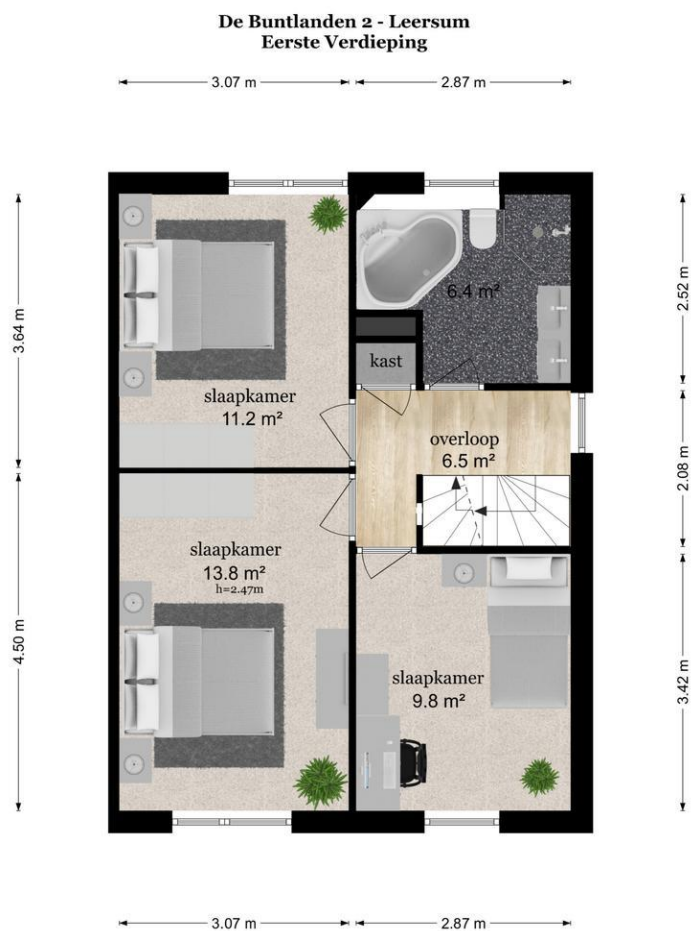 De Buntlanden 2 - Leersum
Eerste Verdieping
3.07 m
2.87 m
3.64 m
4.50 m
2.52 m
2.08 m
3.42 m
6.4 m²
kast
slaapkamer
11.2 m²
overloop
6.5 m²
slaapkamer
13.8 m²
h=2.47m
slaapkamer
9.8 m²
3.07 m
2.87 m